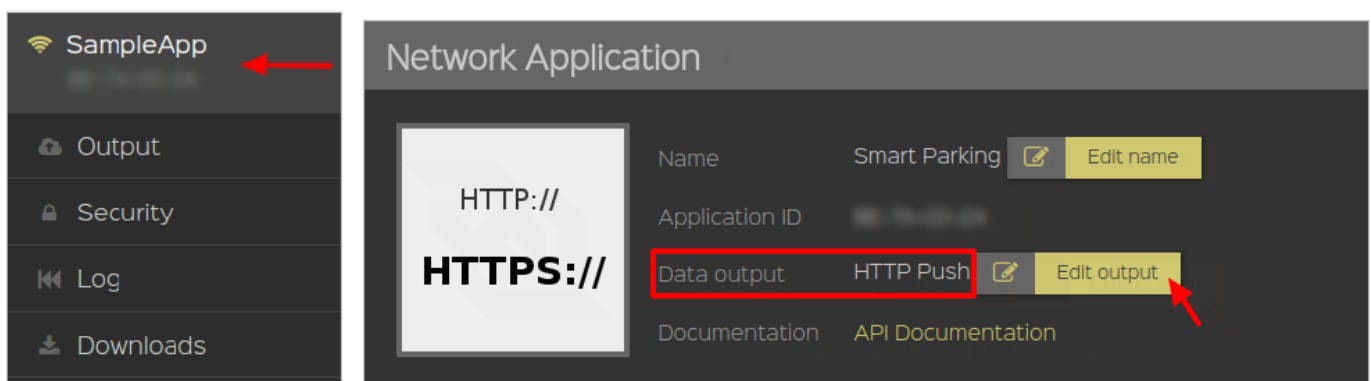 SampleApp
Output
Security
Log
Downloads
Network Application
HTTP://
HTTPS://
Name Smart Parking Edit name
Application ID
Data output HTTP Push Edit output
Documentation API Documentation